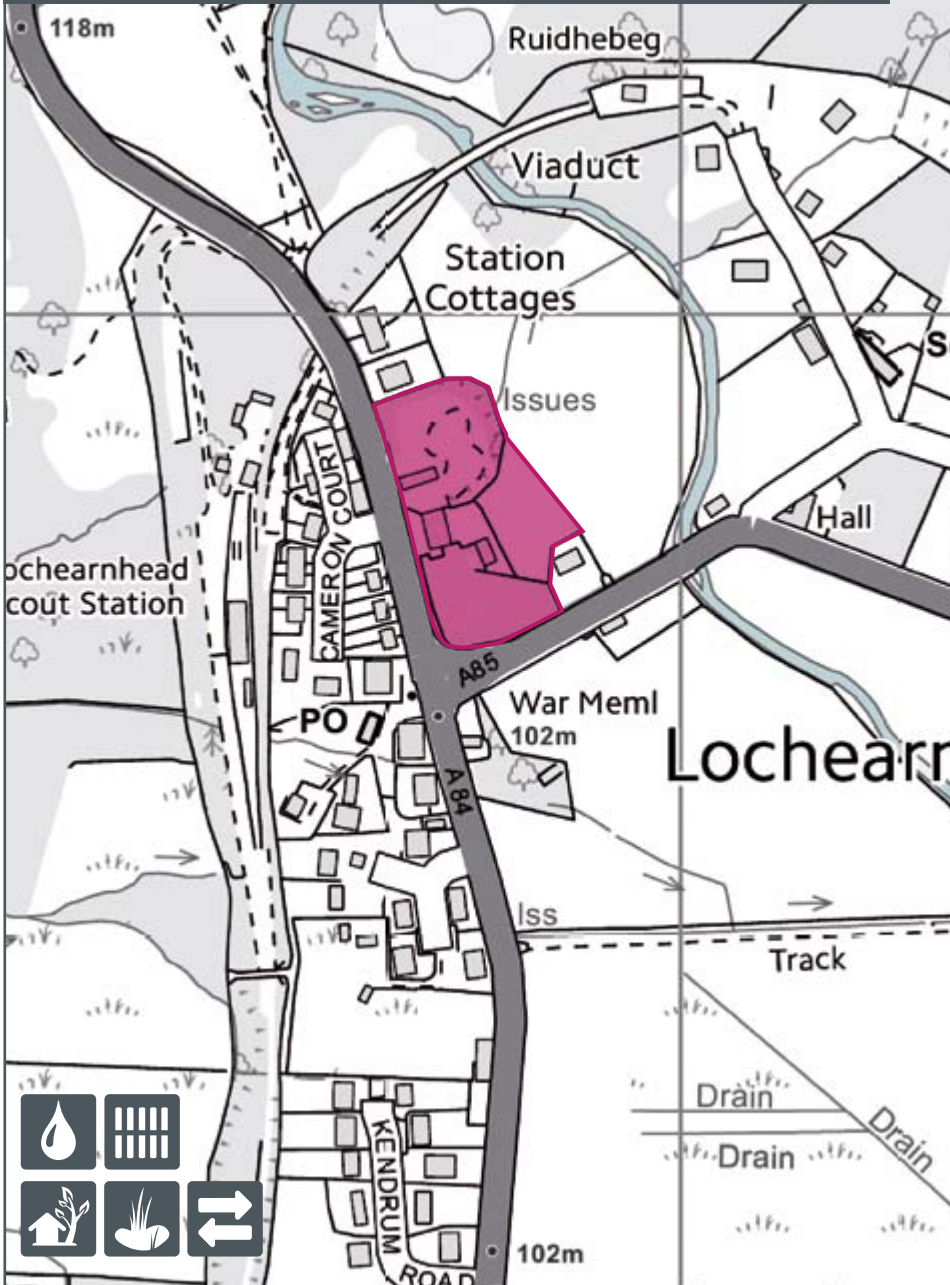 118m
Ruidhebeg
Viaduct
Station
Cottages
Issues
CAMERON COURT
Hall
ochearnhead
cout Station
A85
PO
War Meml
102m
Lochearn
A 84
Iss
Track
Drain
Drain
Drain
KENDRUM
ROAD
102m